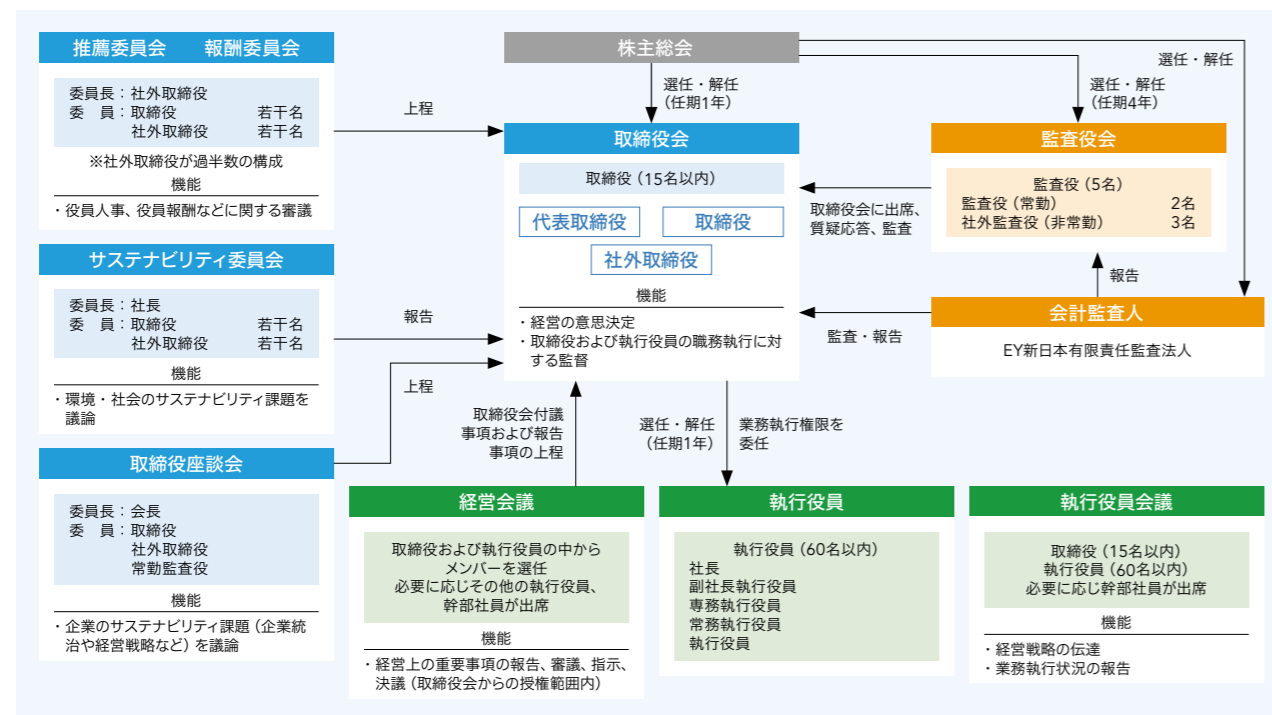 推薦委員会 報酬委員会
委員長：社外取締役
委　員：取締役 若干名
社外取締役 若干名
※社外取締役が過半数の構成
機能
・役員人事、役員報酬などに関する審議
サステナビリティ委員会
委員長：社長
委　員：取締役 若干名
社外取締役 若干名
機能
・環境・社会のサステナビリティ課題を
議論
取締役座談会
委員長：会長
委　員：取締役
社外取締役
常勤監査役
機能
・企業のサステナビリティ課題（企業統
治や経営戦略など）を議論
上程
報告
上程
株主総会
選任・解任
（任期1年）
選任・解任
（任期4年）
選任・解任
取締役会
取締役（15名以内）
代表取締役 取締役
社外取締役
機能
・経営の意思決定
・取締役および執行役員の職務執行に対
する監督
取締役会に出席、
質疑応答、監査
監査役会
監査役（5名）
監査役（常勤） 2名
社外監査役（非常勤） 3名
報告
監査・報告
会計監査人
EY新日本有限責任監査法人
取締役会付議
事項および報告
事項の上程
選任・解任
（任期1年）
業務執行権限を
委任
経営会議
取締役および執行役員の中から
メンバーを選任
必要に応じその他の執行役員、
幹部社員が出席
機能
・経営上の重要事項の報告、審議、指示、
決議（取締役会からの授権範囲内）
執行役員
執行役員（60名以内）
社長
副社長執行役員
専務執行役員
常務執行役員
執行役員
執行役員会議
取締役（15名以内）
執行役員（60名以内）
必要に応じ幹部社員が出席
機能
・経営戦略の伝達
・業務執行状況の報告